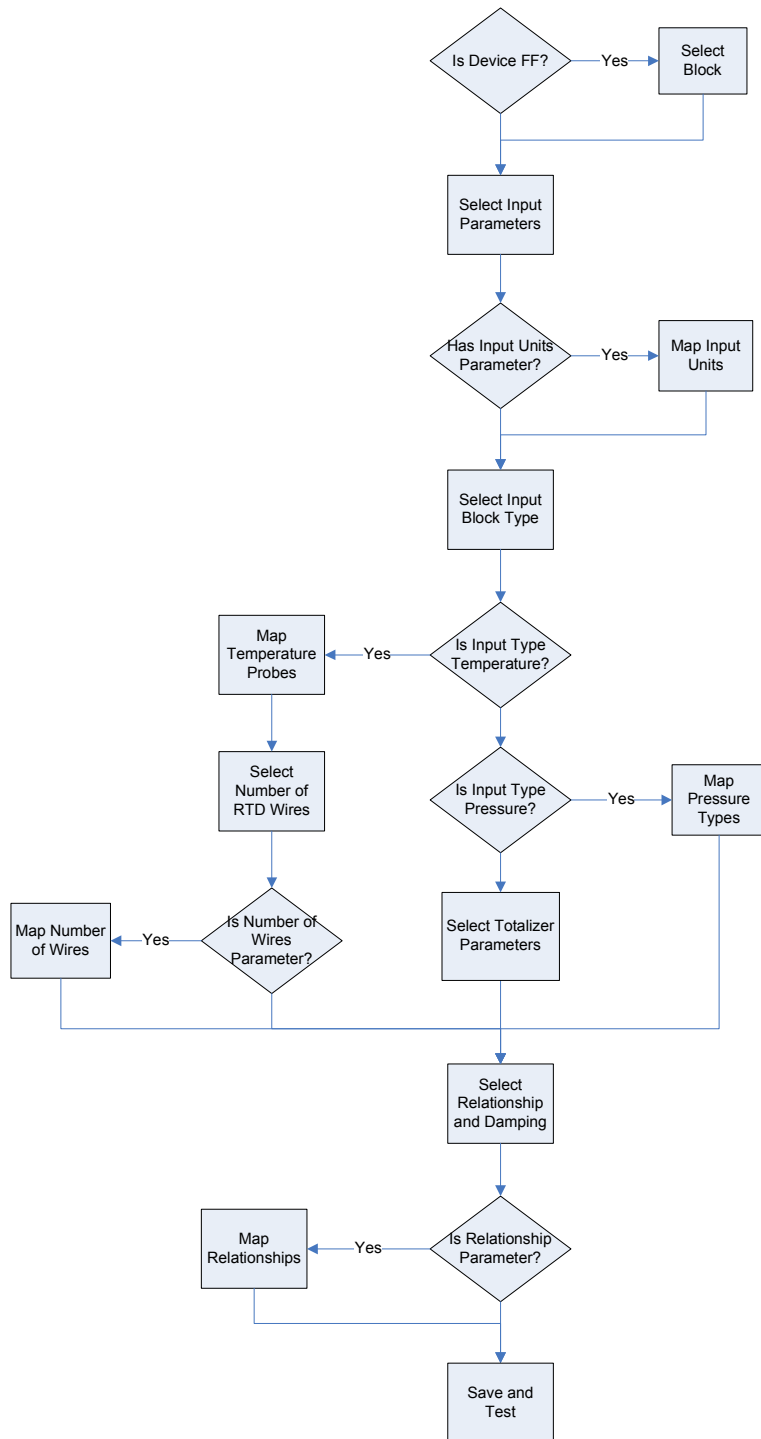 Is Device FF?
Yes
Select
Block
Select Input
Parameters
Has Input Units
Parameter?
Yes
Map Input
Units
Select Input
Block Type
Map
Temperature
Probes
Yes
Is Input Type
Temperature?
Select
Number of
RTD Wires
Is Input Type
Pressure?
Yes
Map
Pressure
Types
Map Number
of Wires
Yes
Is Number of
Wires
Parameter?
Select Totalizer
Parameters
Select
Relationship
and Damping
Map
Relationships
Yes
Is Relationship
Parameter?
Save and
Test